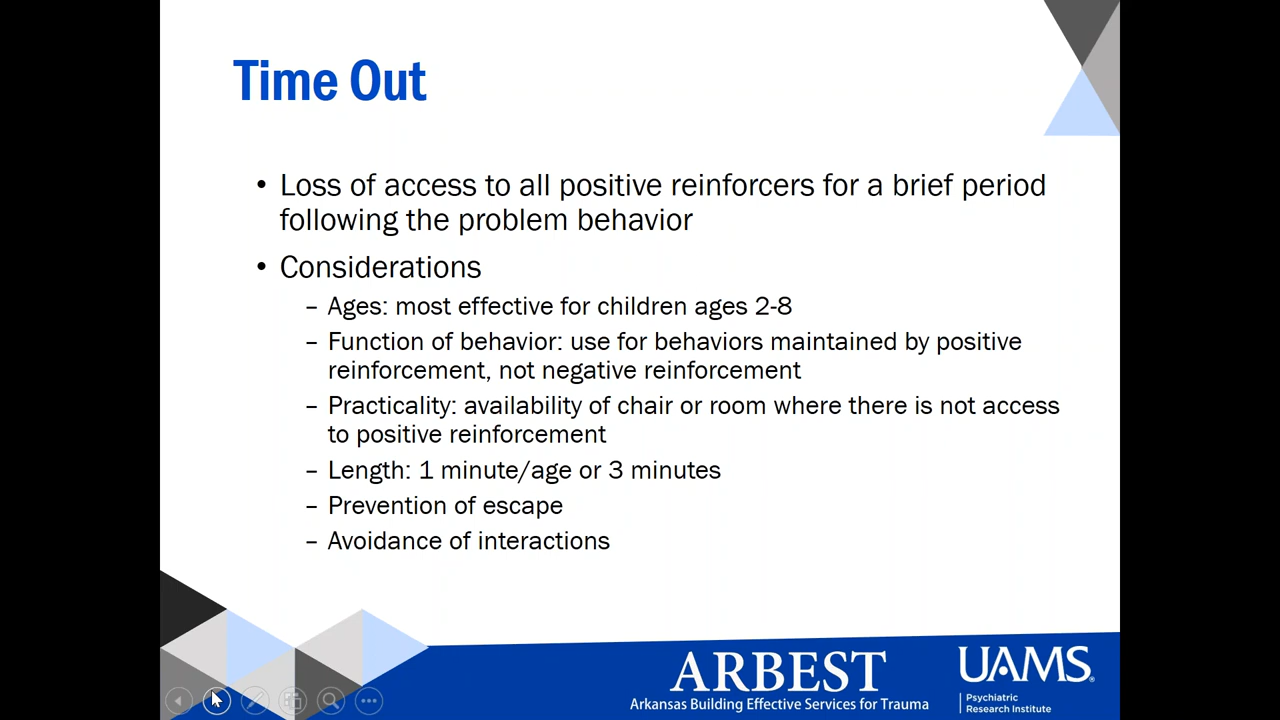 Time Out
• Loss of access to all positive reinforcers for a brief period
following the problem behavior
• Considerations
– Ages: most effective for children ages 2-8
– Function of behavior: use for behaviors maintained by positive
reinforcement, not negative reinforcement
– Practicality: availability of chair or room where there is not access
to positive reinforcement
– Length: 1 minute/age or 3 minutes
– Prevention of escape
– Avoidance of interactions
ARBEST
Arkansas Building Effective Services for Trauma
UAMS®
Psychiatric
Research Institute